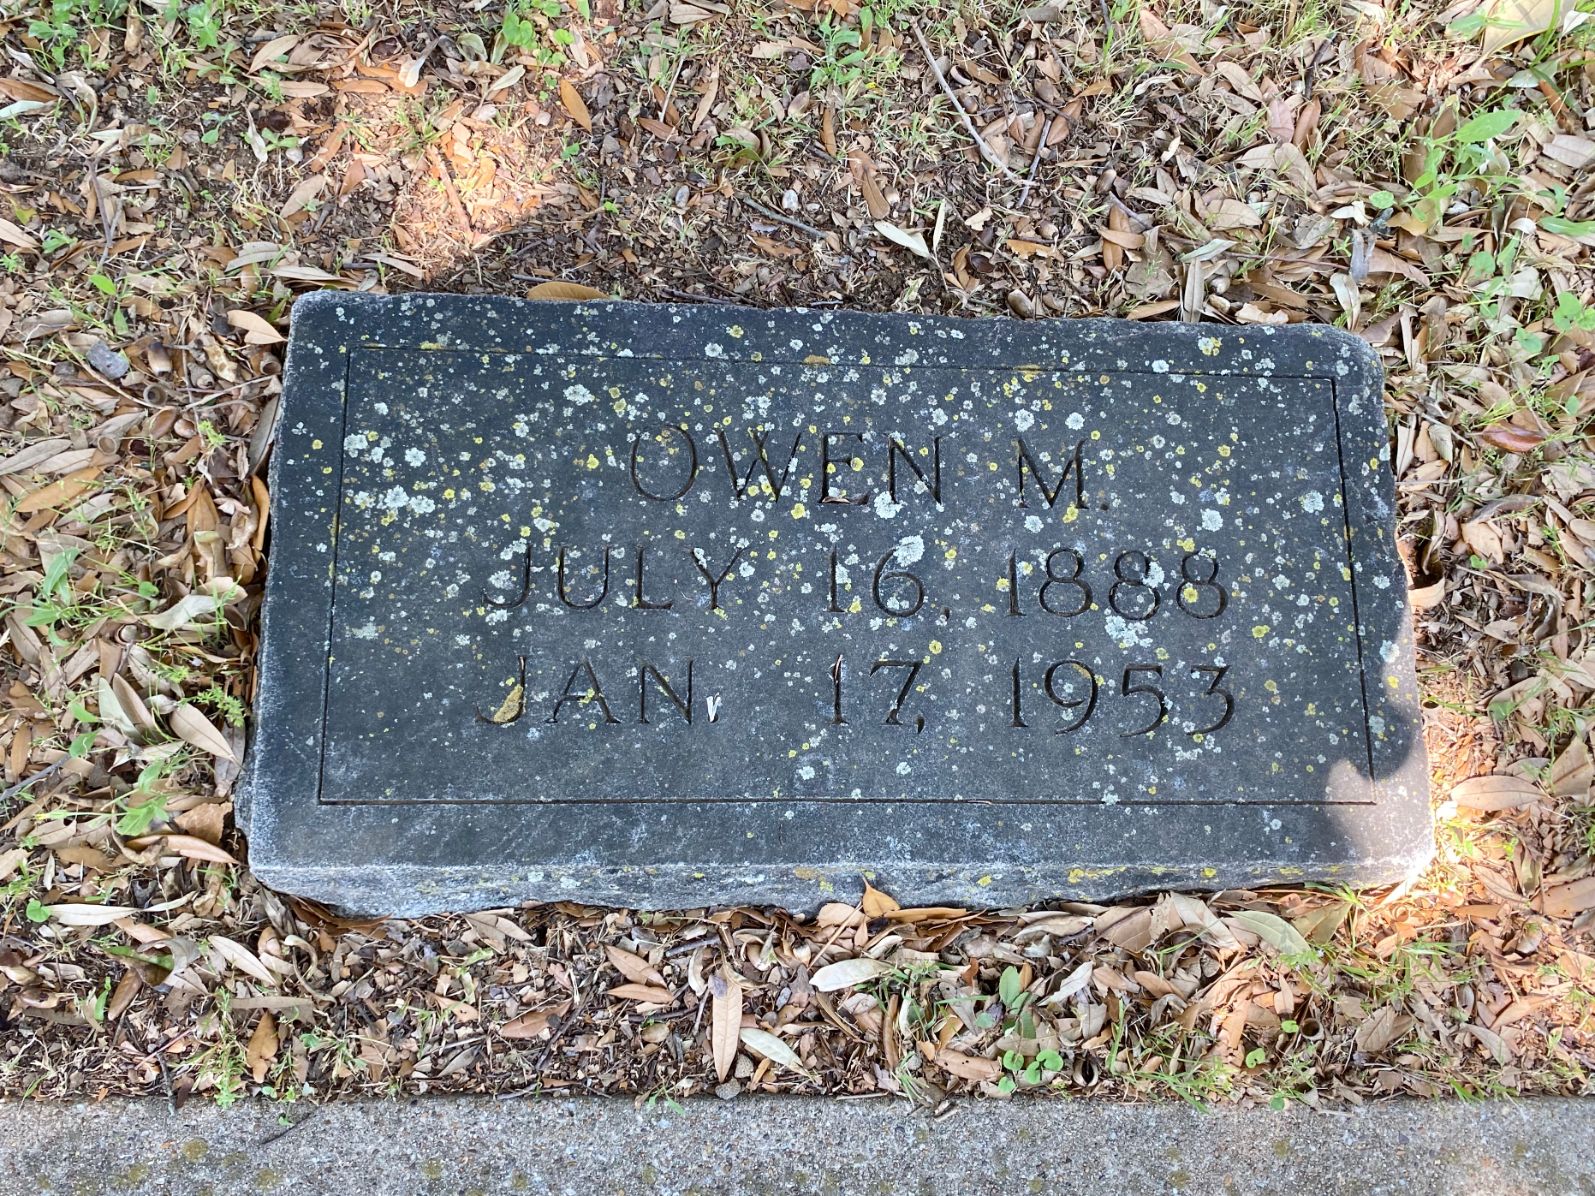 OWEN M.
JULY 16, 1888
JAN. 17, 1953